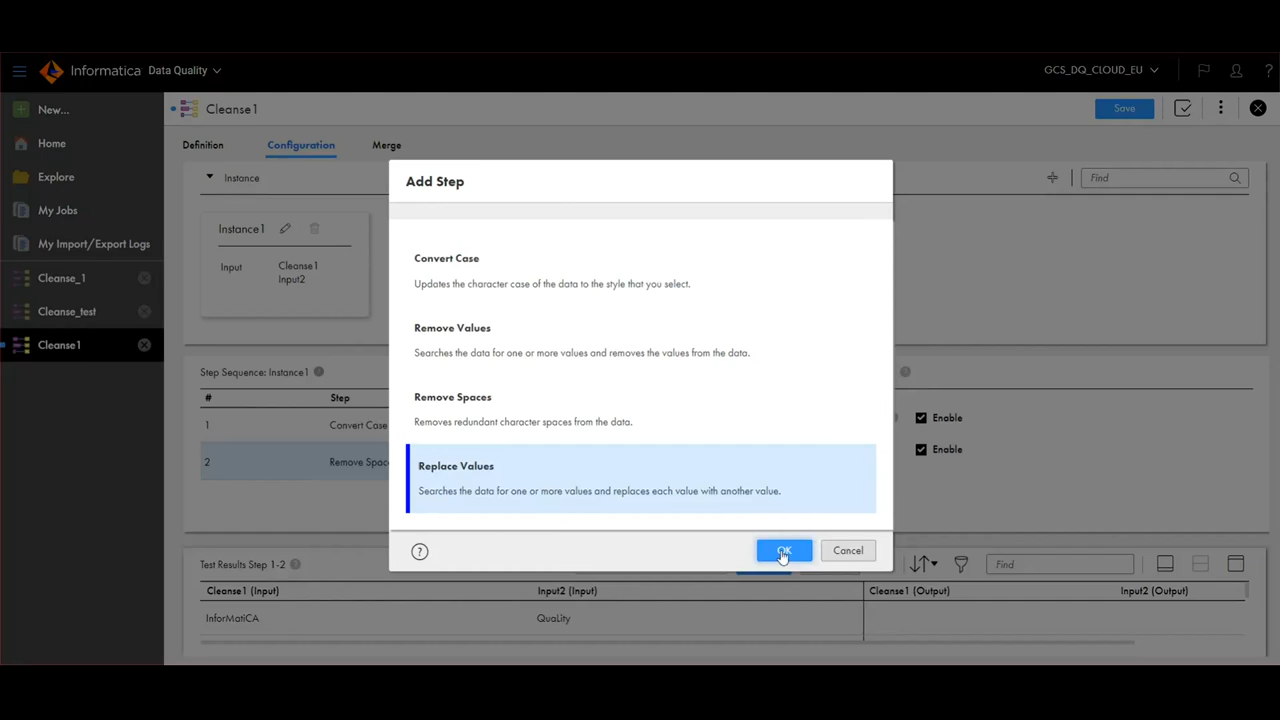 Informatica Data Quality
GCS_DQ_CLOUD_EU
?
New...
Home
Explore
My Jobs
My Import/Export Logs
Cleanse_1
Cleanse_test
Cleanse1
Cleanse1
Save
Definition
Configuration
Merge
Instance
Find
Instance1
Input
Cleanse1
Input2
Add Step
Convert Case
Updates the character case of the data to the style that you select.
Remove Values
Searches the data for one or more values and removes the values from the data.
Remove Spaces
Removes redundant character spaces from the data.
Replace Values
Searches the data for one or more values and replaces each value with another value.
?
OK
Cancel
Step Sequence: Instance1
# Step
1 Convert Case
2 Remove Spac
Enable
Enable
Test Results Step 1-2
Find
Cleanse1 (Input) Input2 (Input) Cleanse1 (Output) Input2 (Output)
InforMatiCA QuaLity